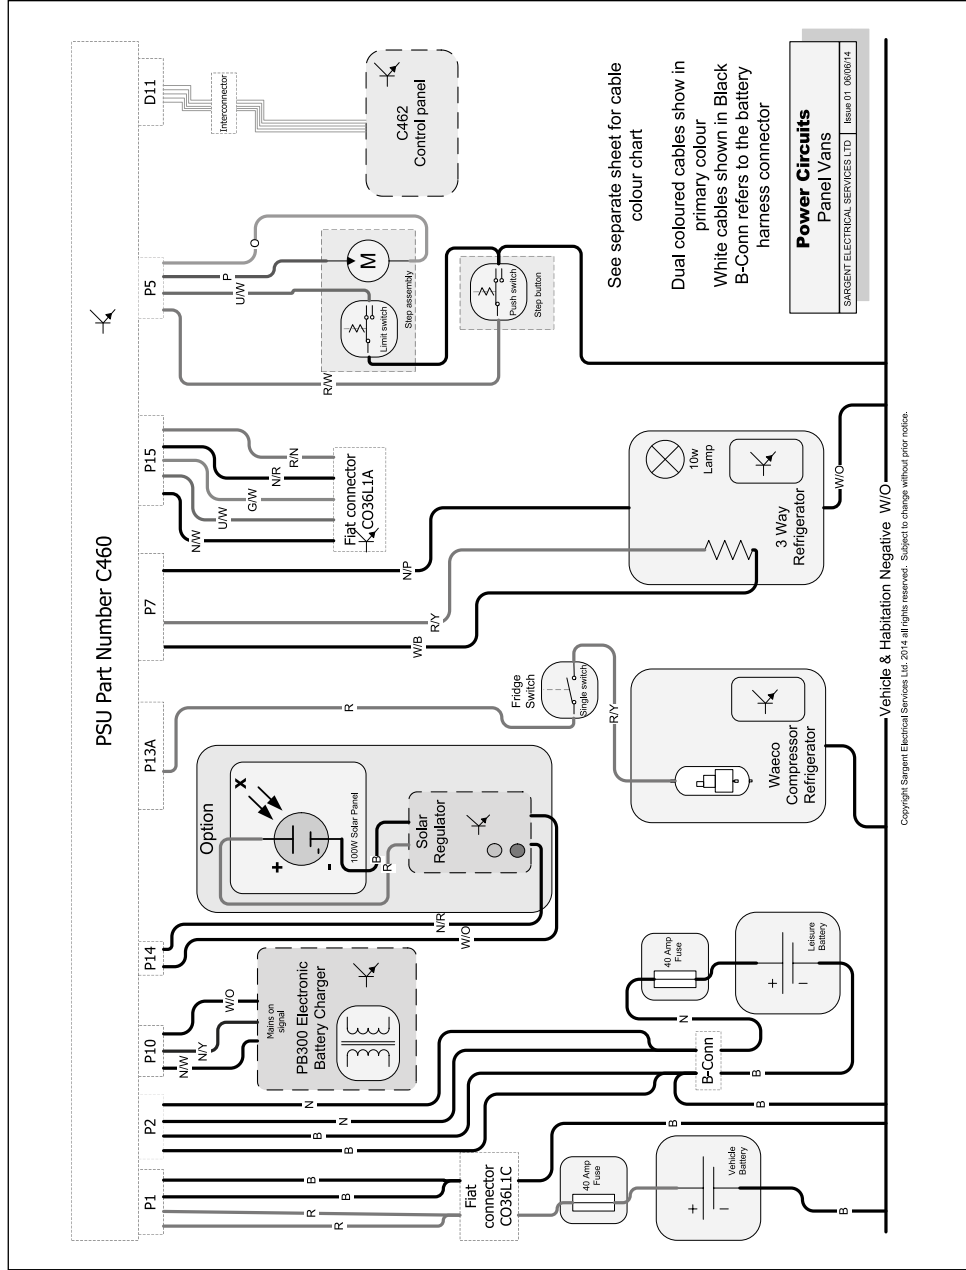 PSU Part Number C460
P1
P2
P10
P14
P13A
P7
P15
P5
D11
R
R
B
B
B
B
N
N
N/W
N/Y
W/O
N/R
W/O
R
W/B
R/Y
N/P
N/W
U/W
G/W
N/R
R/N
R/W
U/W
P
O
Interconnector
C462
Control panel
Fiat connector
CO36L1A
M
Limit switch
Step assembly
Push switch
Step button
Option
X
+
-
-
100W Solar Panel
B
R
Solar
Regulator
Mains on
signal
PB300 Electronic
Battery Charger
Fridge
Switch
Single switch
R/Y
Waeco
Compressor
Refrigerator
10w
Lamp
3 Way
Refrigerator
W/O
Fiat
connector
CO36L1C
40 Amp
Fuse
+
–
Vehicle
Battery
B
B
B
B-Conn
B
N
40 Amp
Fuse
+
–
Leisure
Battery
See separate sheet for cable
colour chart
Dual coloured cables show in
primary colour
White cables shown in Black
B-Conn refers to the battery
harness connector
Power Circuits
Panel Vans
SARGENT ELECTRICAL SERVICES LTD
Issue 01 06/06/14
Vehicle & Habitation Negative W/O
Copyright Sargent Electrical Services Ltd. 2014 all rights reserved. Subject to change without prior notice.